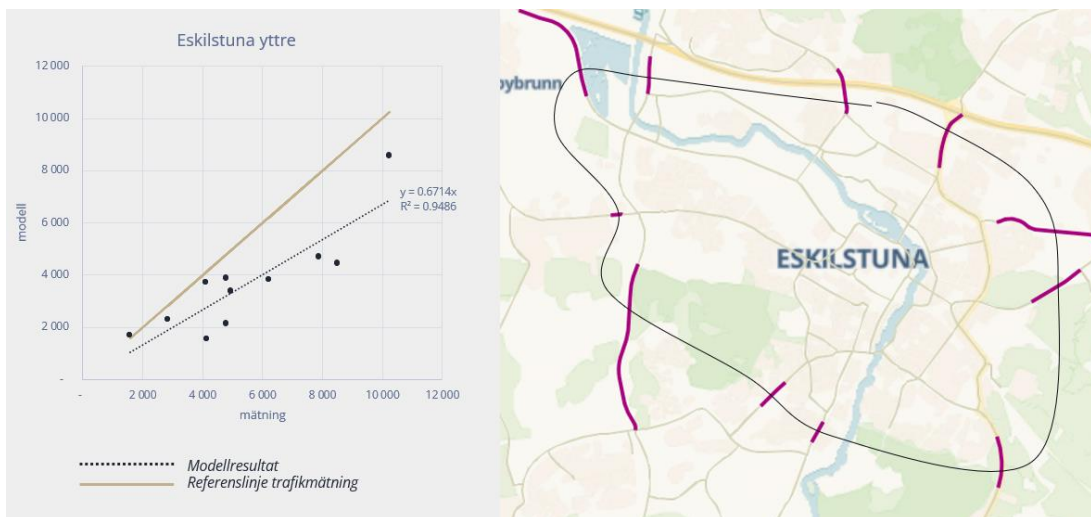 Eskilstuna yttre
12 000
10 000
8 000
6 000
4 000
2 000
-
-
2 000
4 000
6 000
8 000
10 000
12 000
modell
mätning
y = 0.6714x
R² = 0.9486
Modellresultat
Referenslinje trafikmätning
bybrunn
ESKILSTUNA